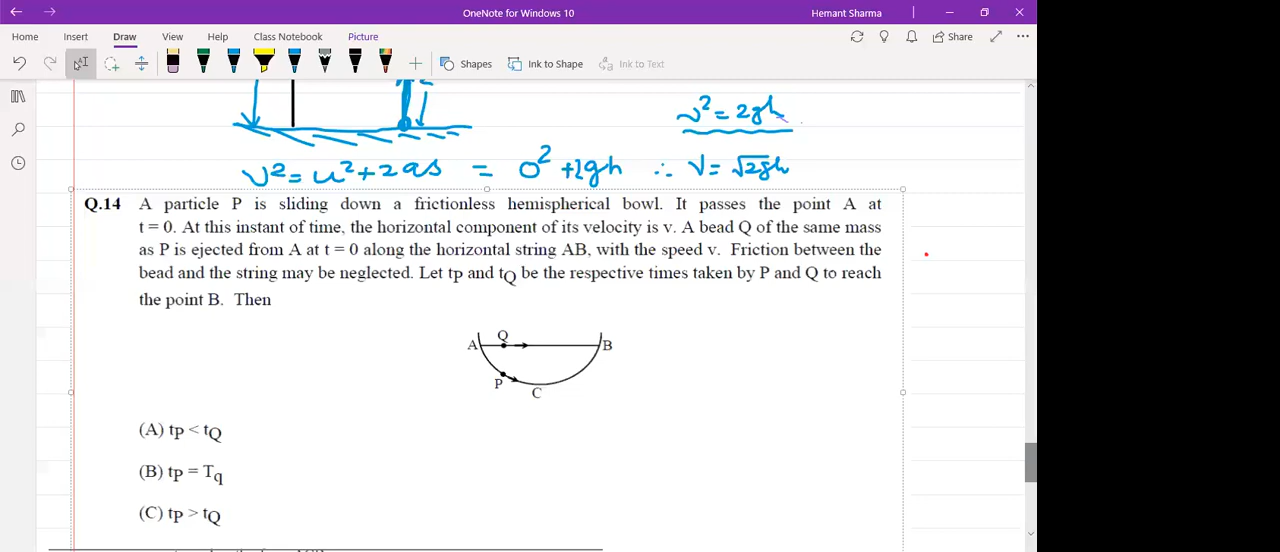 OneNote for Windows 10
Hemant Sharma
Home Insert Draw View Help Class Notebook Picture
Share
Shapes Ink to Shape Ink to Text
v² = 2gh
v² = u² + 2as = 0² + 2gh ∴ v = √2gh
Q.14 A particle P is sliding down a frictionless hemispherical bowl. It passes the point A at
t = 0. At this instant of time, the horizontal component of its velocity is v. A bead Q of the same mass
as P is ejected from A at t = 0 along the horizontal string AB, with the speed v. Friction between the
bead and the string may be neglected. Let tP and tQ be the respective times taken by P and Q to reach
the point B. Then
Q
A B
P
C
(A) tP < tQ
(B) tP = Tq
(C) tP > tQ